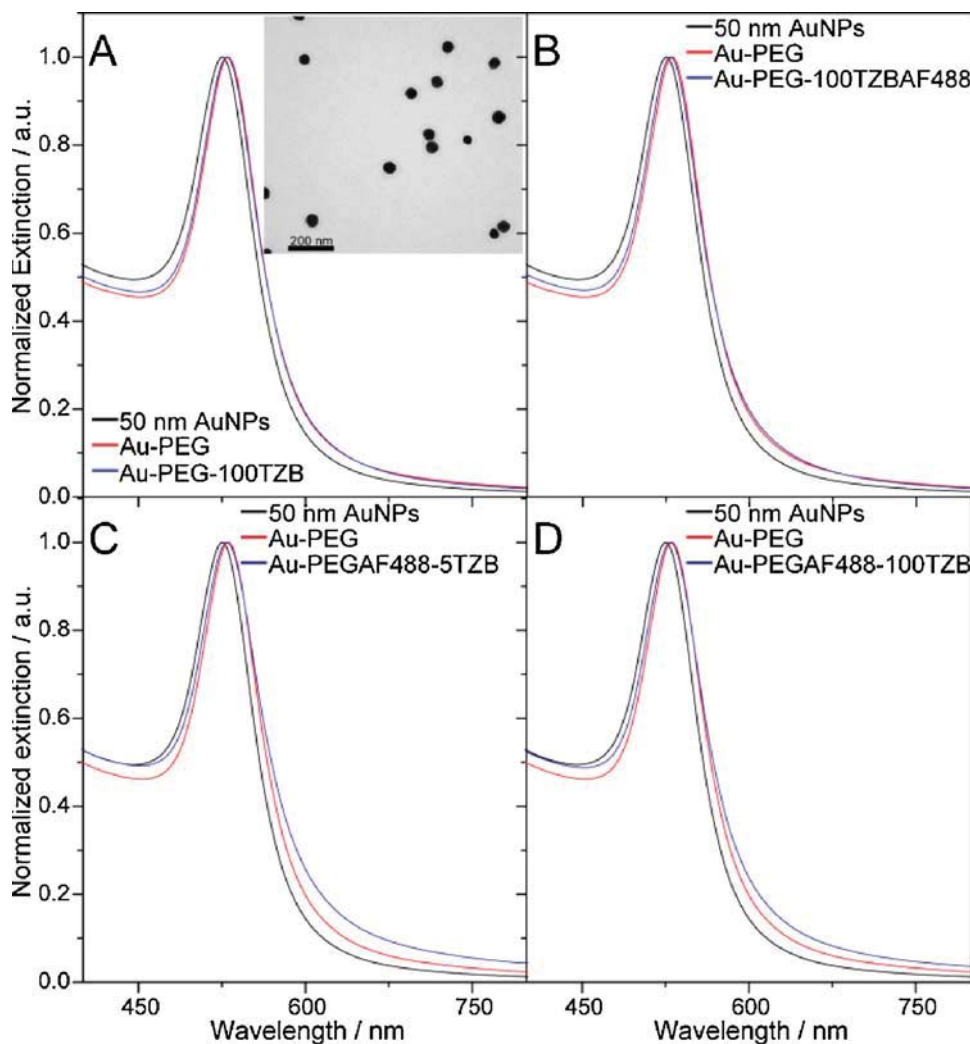 A
1.0
0.8
0.6
0.4
0.2
0.0
Normalized Extinction / a.u.
200 nm
50 nm AuNPs
Au-PEG
Au-PEG-100TZB
B
50 nm AuNPs
Au-PEG
Au-PEG-100TZBAF488
C
50 nm AuNPs
Au-PEG
Au-PEGAF488-5TZB
1.0
0.8
0.6
0.4
0.2
0.0
Normalized extinction / a.u.
450 600 750
Wavelength / nm
D
50 nm AuNPs
Au-PEG
Au-PEGAF488-100TZB
450 600 750
Wavelength / nm